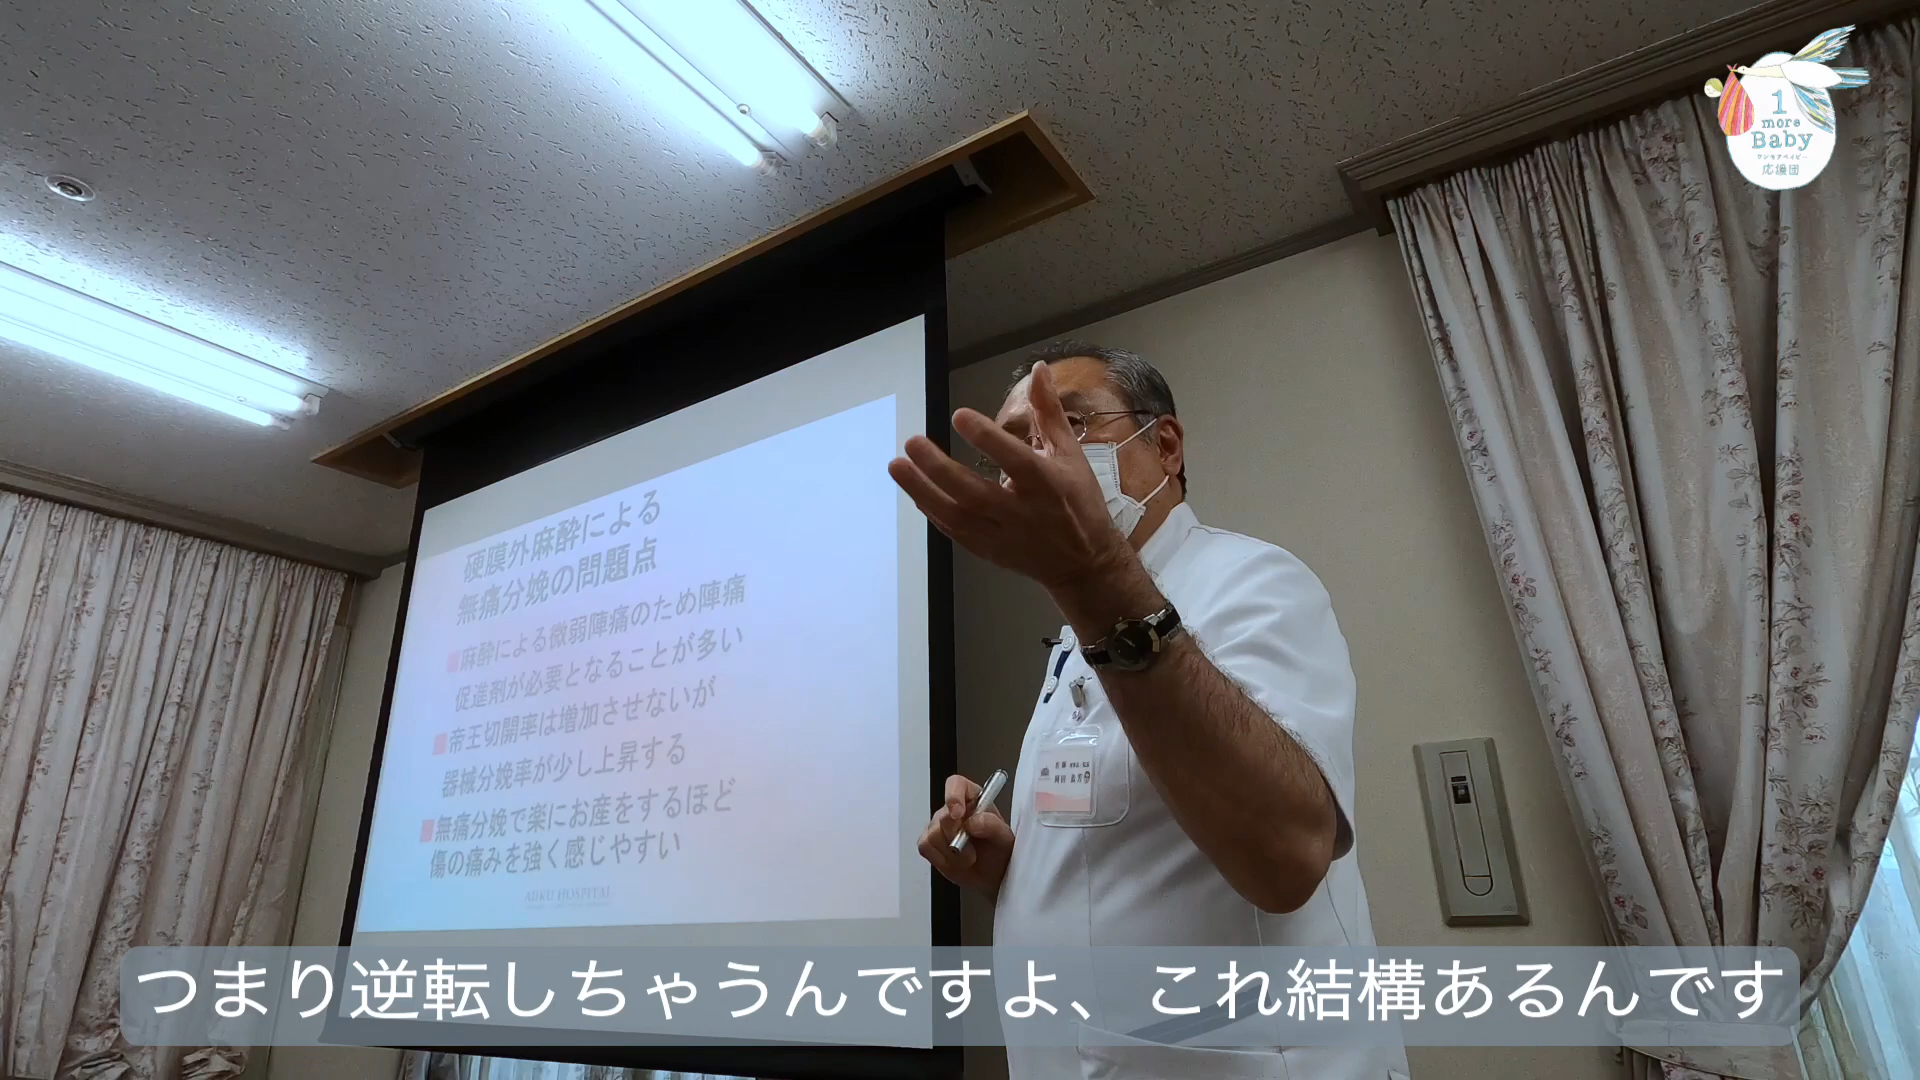 1
more
Baby
ワンモアベイビー
応援団
硬膜外麻酔による
無痛分娩の問題点
麻酔による微弱陣痛のため陣痛
促進剤が必要となることが多い
帝王切開率は増加させないが
器械分娩率が少し上昇する
無痛分娩で楽にお産をするほど
傷の痛みを強く感じやすい
AIIKU HOSPITAL
つまり逆転しちゃうんですよ、これ結構あるんです